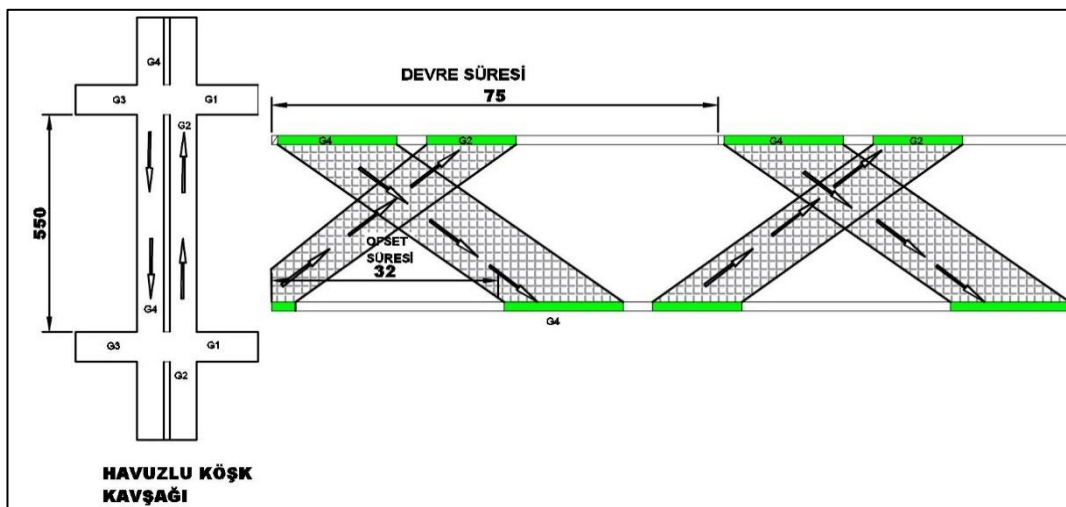 G4
G3
G1
G2
550
G4
G3
G1
G2
HAVUZLU KÖŞK
KAVŞAĞI
DEVRE SÜRESİ
75
G4
G2
G4
G2
OFSET
SÜRESİ
32
G4